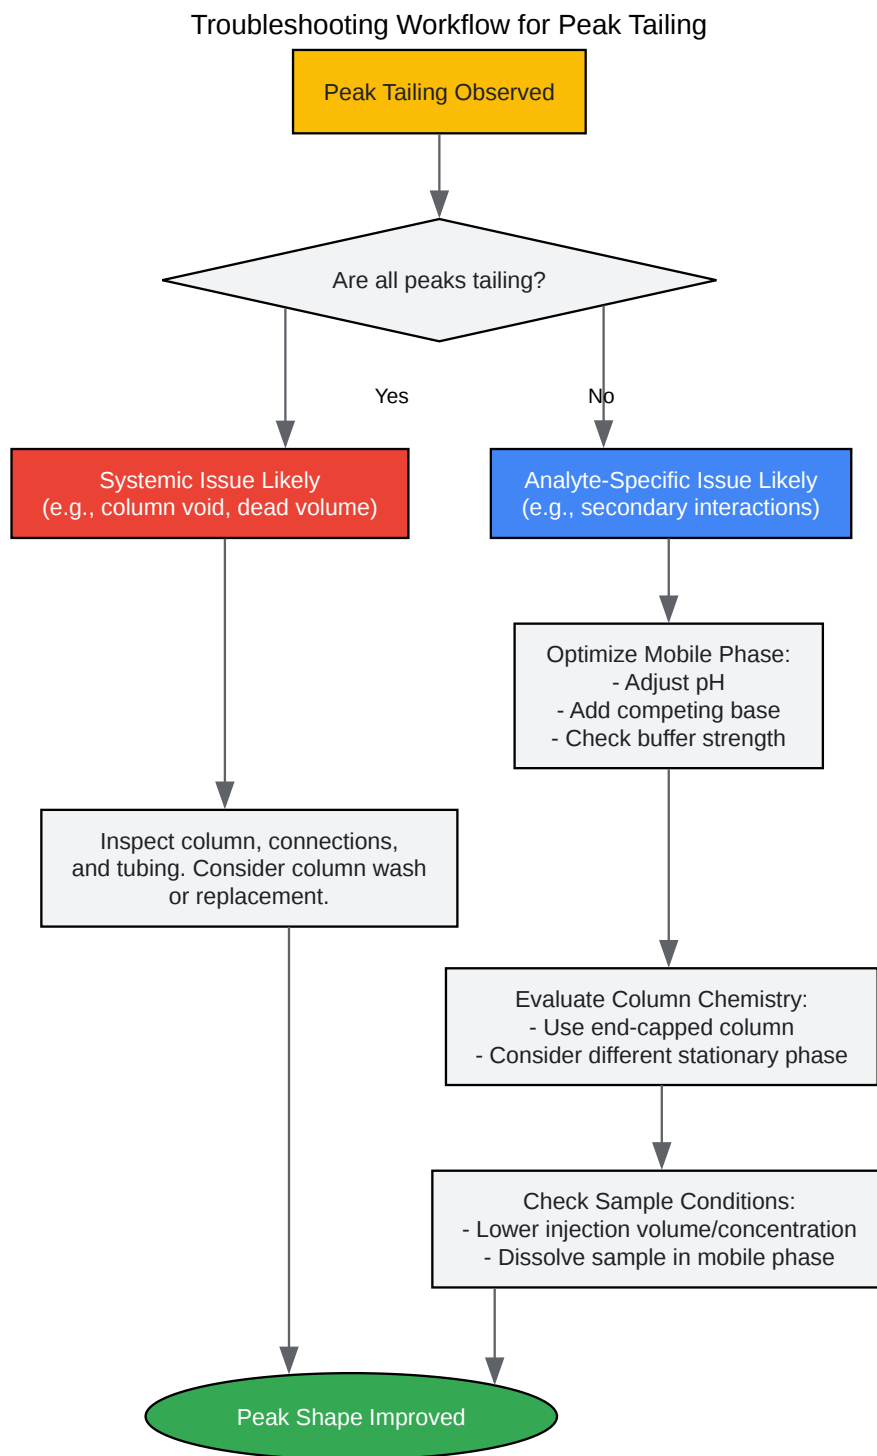 Troubleshooting Workflow for Peak Tailing
Peak Tailing Observed
Are all peaks tailing?
Yes
No
Systemic Issue Likely
(e.g., column void, dead volume)
Analyte-Specific Issue Likely
(e.g., secondary interactions)
Optimize Mobile Phase:
- Adjust pH
- Add competing base
- Check buffer strength
Inspect column, connections,
and tubing. Consider column wash
or replacement.
Evaluate Column Chemistry:
- Use end-capped column
- Consider different stationary phase
Check Sample Conditions:
- Lower injection volume/concentration
- Dissolve sample in mobile phase
Peak Shape Improved